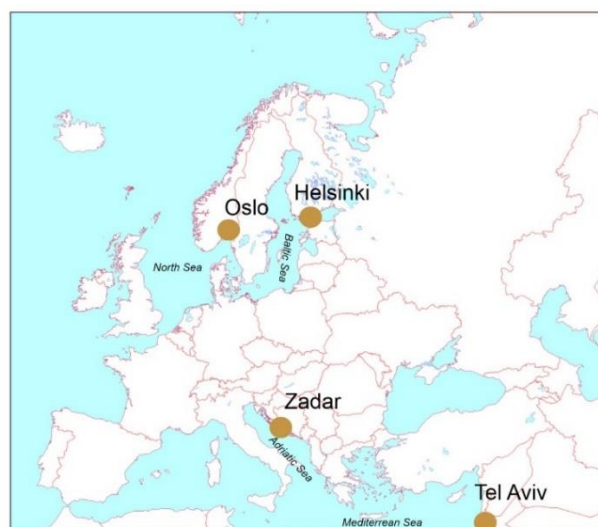 Helsinki
Oslo
Baltic Sea
North Sea
Zadar
Adriatic Sea
Tel Aviv
Mediterrean Sea